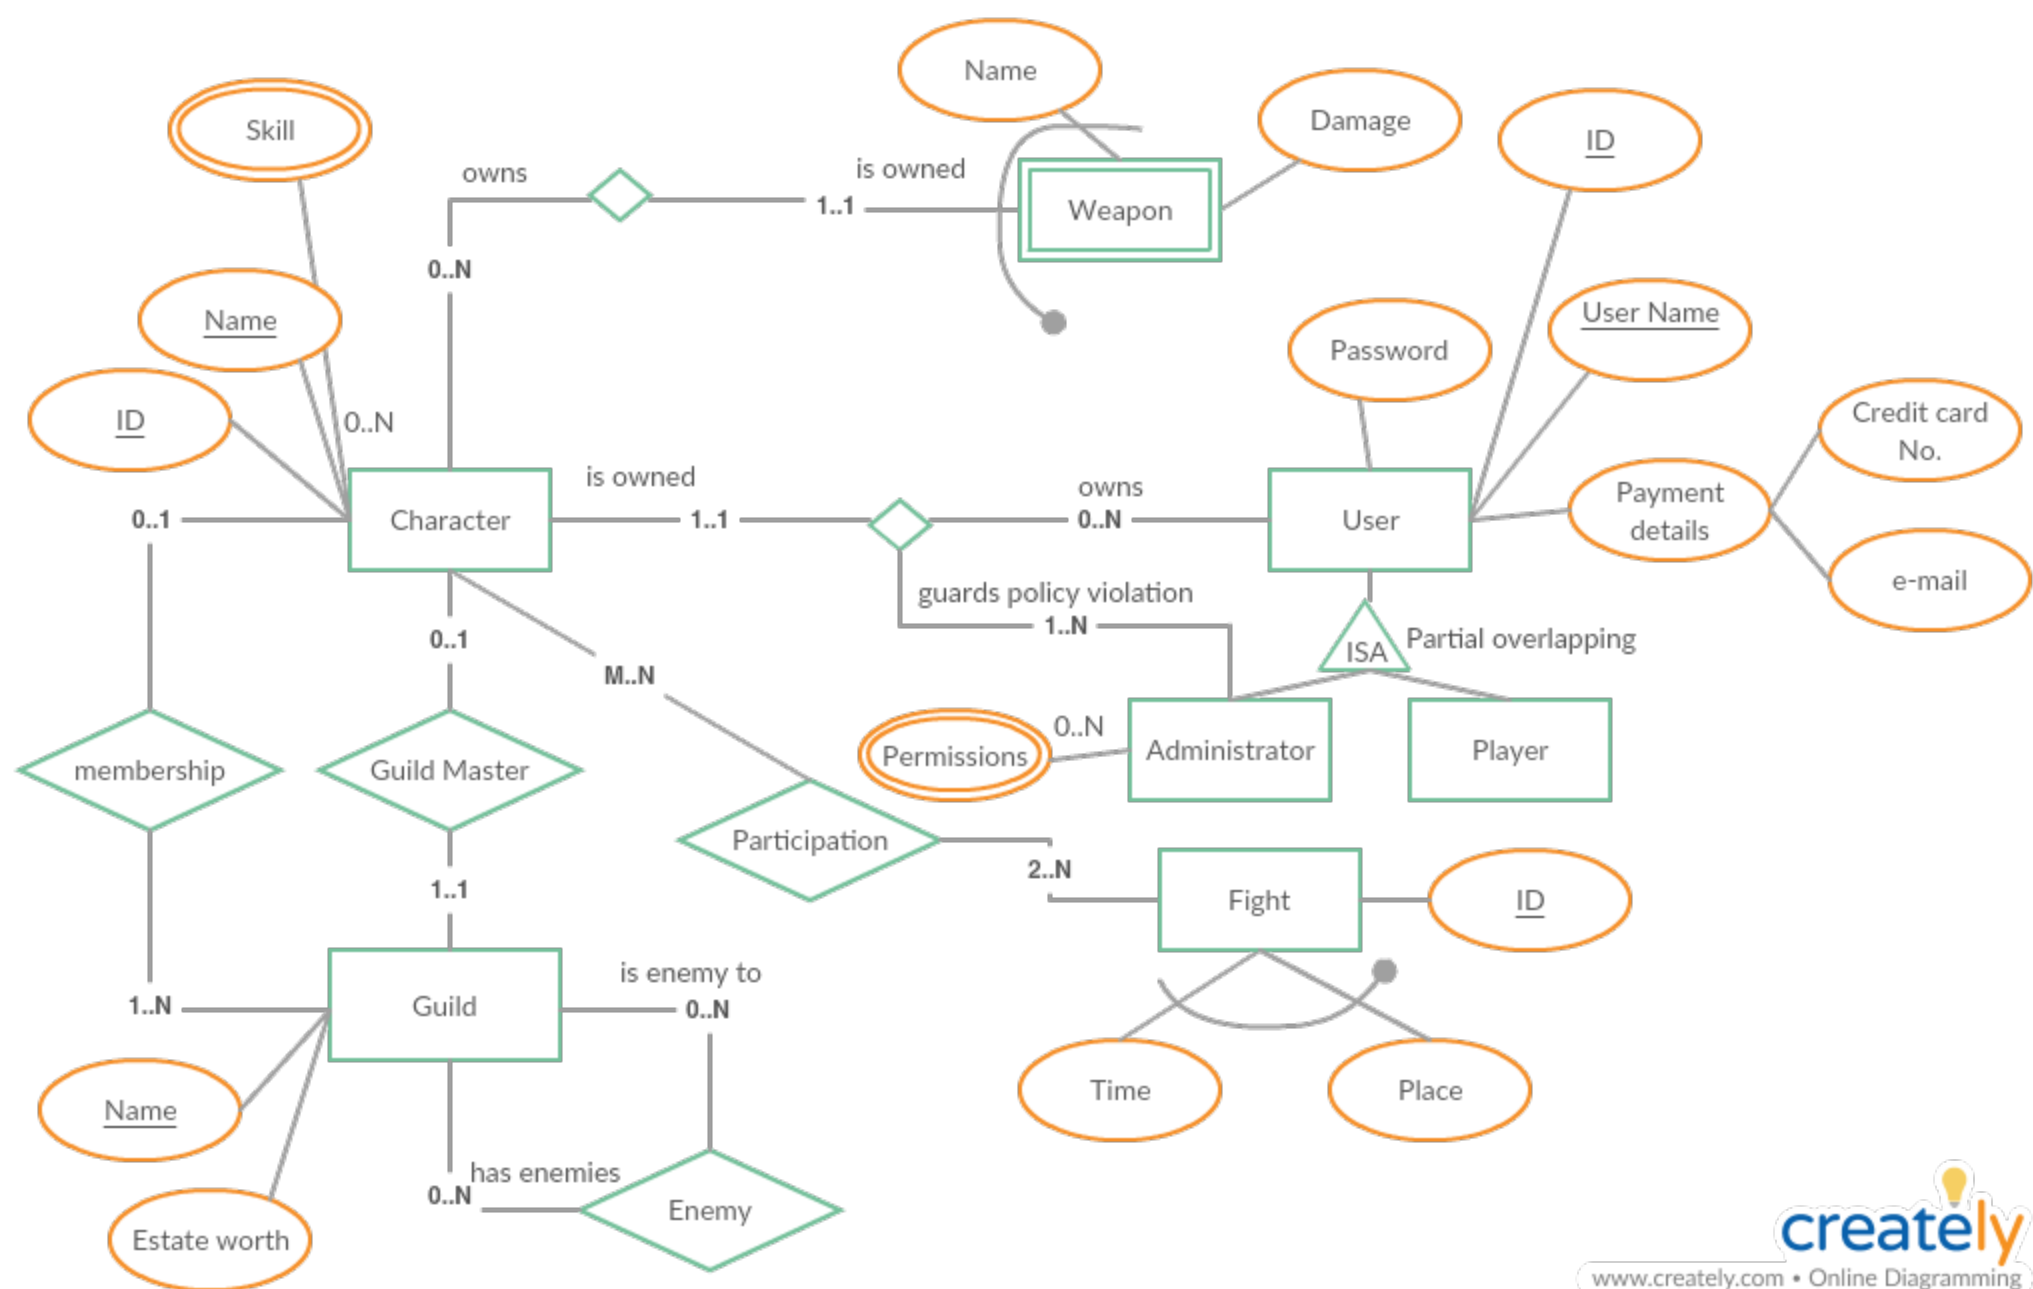 Name
Skill
Damage
ID
owns
is owned
1..1
Weapon
0..N
Name
User Name
Password
ID
0..N
Credit card
No.
is owned
owns
Payment
details
0..1
Character
1..1
0..N
User
e-mail
guards policy violation
1..N
0..1
Partial overlapping
ISA
M..N
0..N
Permissions
Administrator
Player
membership
Guild Master
Participation
2..N
1..1
Fight
ID
is enemy to
1..N
Guild
0..N
Name
Time
Place
has enemies
0..N
Enemy
Estate worth
creately
www.creately.com • Online Diagramming